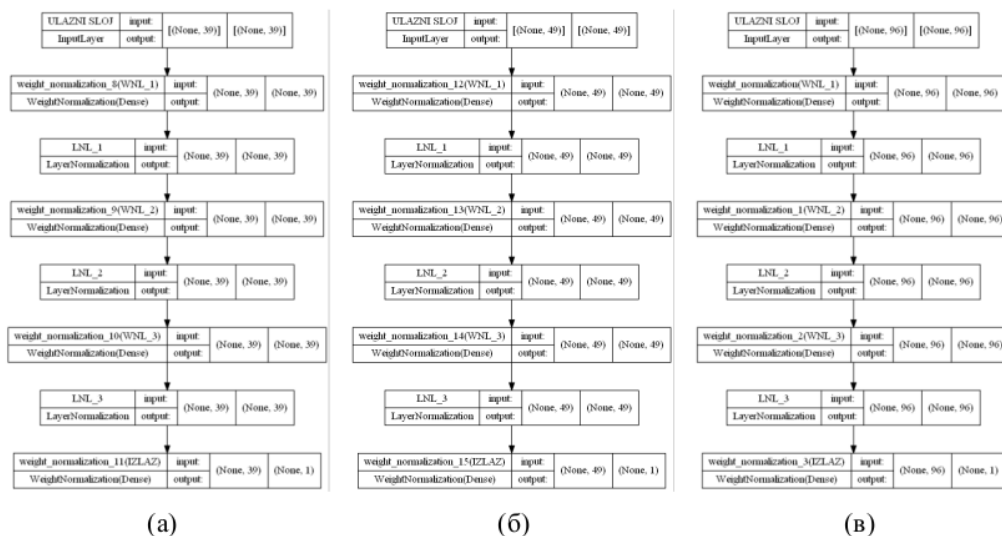 ULAZNI SLOJ input: [(None, 39)] [(None, 39)]
InputLayer output:
weight_normalization_8(WNL_1) input: (None, 39) (None, 39)
WeightNormalization(Dense) output:
LNL_1 input: (None, 39) (None, 39)
LayerNormalization output:
weight_normalization_9(WNL_2) input: (None, 39) (None, 39)
WeightNormalization(Dense) output:
LNL_2 input: (None, 39) (None, 39)
LayerNormalization output:
weight_normalization_10(WNL_3) input: (None, 39) (None, 39)
WeightNormalization(Dense) output:
LNL_3 input: (None, 39) (None, 39)
LayerNormalization output:
weight_normalization_11(IZLAZ) input: (None, 39) (None, 1)
WeightNormalization(Dense) output:
(а)
ULAZNI SLOJ input: [(None, 49)] [(None, 49)]
InputLayer output:
weight_normalization_12(WNL_1) input: (None, 49) (None, 49)
WeightNormalization(Dense) output:
LNL_1 input: (None, 49) (None, 49)
LayerNormalization output:
weight_normalization_13(WNL_2) input: (None, 49) (None, 49)
WeightNormalization(Dense) output:
LNL_2 input: (None, 49) (None, 49)
LayerNormalization output:
weight_normalization_14(WNL_3) input: (None, 49) (None, 49)
WeightNormalization(Dense) output:
LNL_3 input: (None, 49) (None, 49)
LayerNormalization output:
weight_normalization_15(IZLAZ) input: (None, 49) (None, 1)
WeightNormalization(Dense) output:
(б)
ULAZNI SLOJ input: [(None, 96)] [(None, 96)]
InputLayer output:
weight_normalization(WNL_1) input: (None, 96) (None, 96)
WeightNormalization(Dense) output:
LNL_1 input: (None, 96) (None, 96)
LayerNormalization output:
weight_normalization_1(WNL_2) input: (None, 96) (None, 96)
WeightNormalization(Dense) output:
LNL_2 input: (None, 96) (None, 96)
LayerNormalization output:
weight_normalization_2(WNL_3) input: (None, 96) (None, 96)
WeightNormalization(Dense) output:
LNL_3 input: (None, 96) (None, 96)
LayerNormalization output:
weight_normalization_3(IZLAZ) input: (None, 96) (None, 1)
WeightNormalization(Dense) output:
(в)